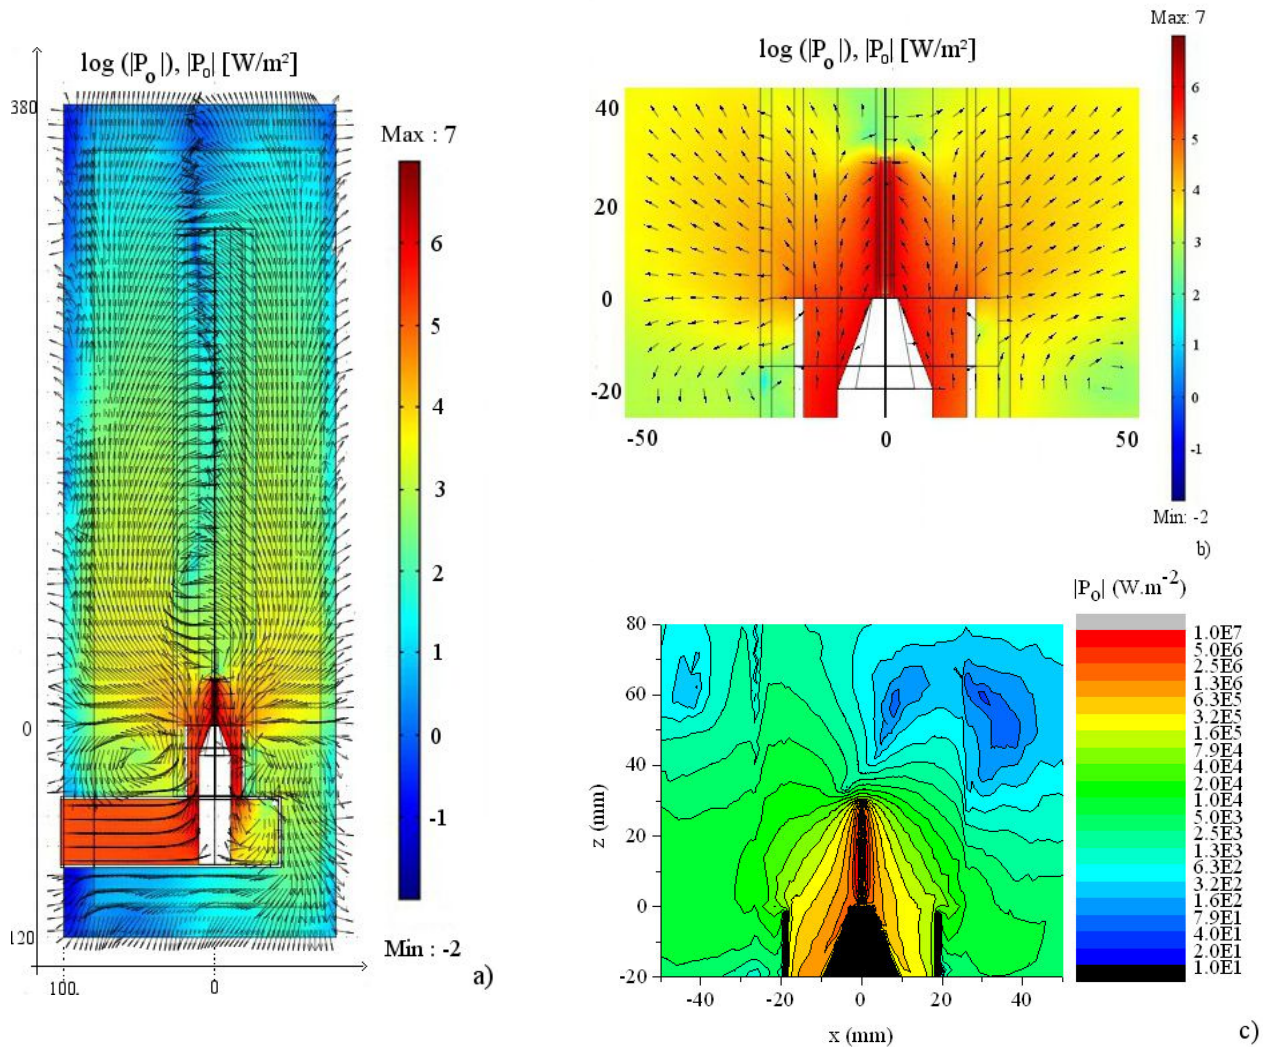 log (|Po|), |Po| [W/m²]
380
0
120
100.
0
Max : 7
6
5
4
3
2
1
0
-1
Min : -2
a)
log (|Po|), |Po| [W/m²]
40
20
0
-20
-50
0
50
Max: 7
6
5
4
3
2
1
0
-1
Min: -2
b)
80
60
40
20
0
-20
z (mm)
-40
-20
0
20
40
x (mm)
|Po| (W.m-2)
1.0E7
5.0E6
2.5E6
1.3E6
6.3E5
3.2E5
1.6E5
7.9E4
4.0E4
2.0E4
1.0E4
5.0E3
2.5E3
1.3E3
6.3E2
3.2E2
1.6E2
7.9E1
4.0E1
2.0E1
1.0E1
c)